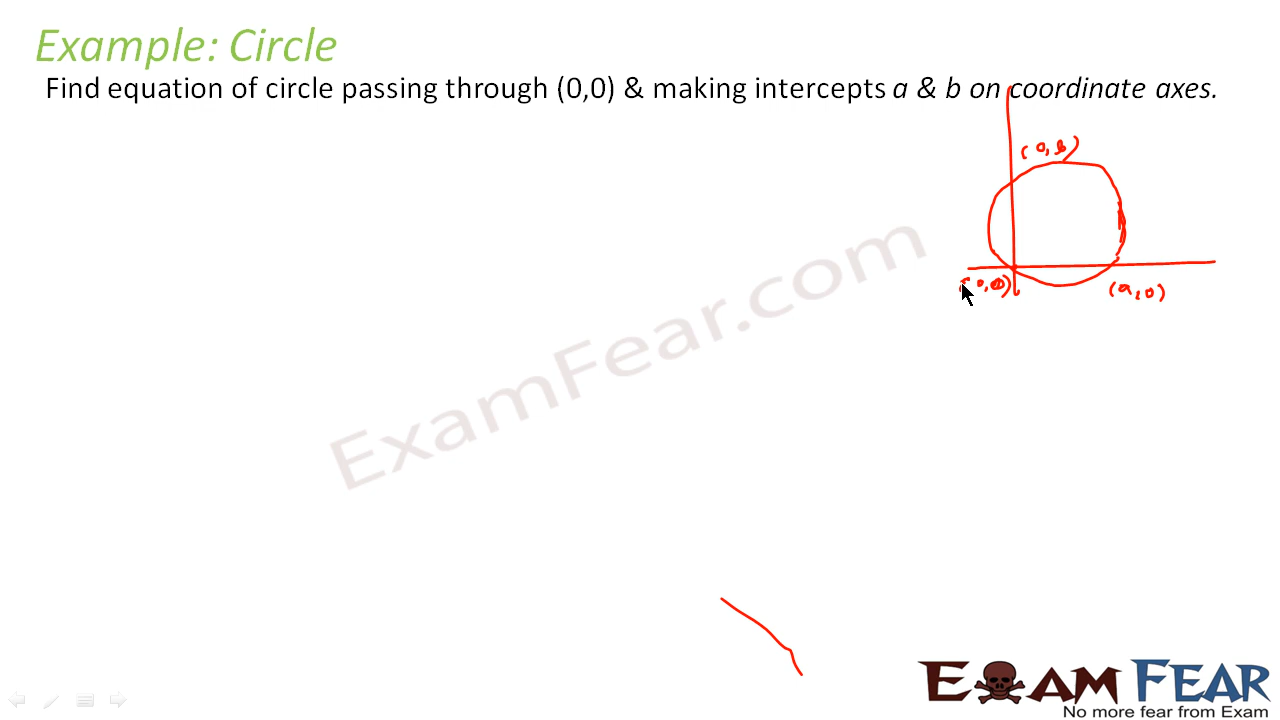 Example: Circle
Find equation of circle passing through (0,0) & making intercepts a & b on coordinate axes.
(0,b)
(0,0)
(a,0)
ExamFear.com
EXAM FEAR
No more fear from Exam